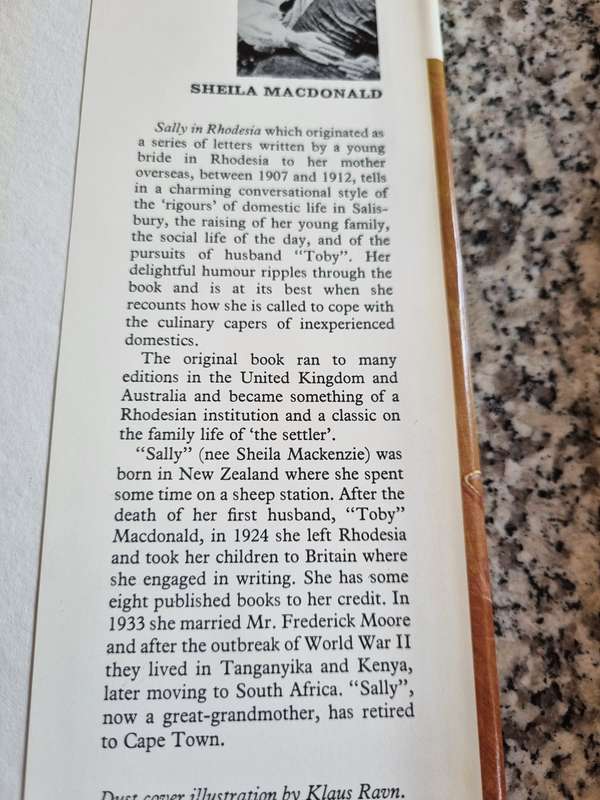 SHEILA MACDONALD
Sally in Rhodesia which originated as
a series of letters written by a young
bride in Rhodesia to her mother
overseas, between 1907 and 1912, tells
in a charming conversational style of
the ‘rigours’ of domestic life in Salis-
bury, the raising of her young family,
the social life of the day, and of the
pursuits of husband “Toby”. Her
delightful humour ripples through the
book and is at its best when she
recounts how she is called to cope with
the culinary capers of inexperienced
domestics.
The original book ran to many
editions in the United Kingdom and
Australia and became something of a
Rhodesian institution and a classic on
the family life of ‘the settler’.
“Sally” (nee Sheila Mackenzie) was
born in New Zealand where she spent
some time on a sheep station. After the
death of her first husband, “Toby”
Macdonald, in 1924 she left Rhodesia
and took her children to Britain where
she engaged in writing. She has some
eight published books to her credit. In
1933 she married Mr. Frederick Moore
and after the outbreak of World War II
they lived in Tanganyika and Kenya,
later moving to South Africa. “Sally”,
now a great-grandmother, has retired
to Cape Town.
Dust cover illustration by Klaus Ravn.